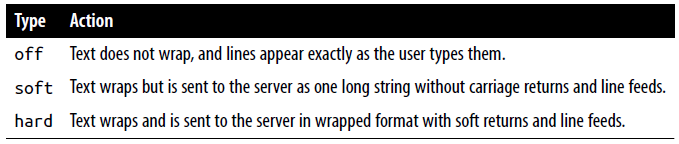 Type Action
off Text does not wrap, and lines appear exactly as the user types them.
soft Text wraps but is sent to the server as one long string without carriage returns and line feeds.
hard Text wraps and is sent to the server in wrapped format with soft returns and line feeds.